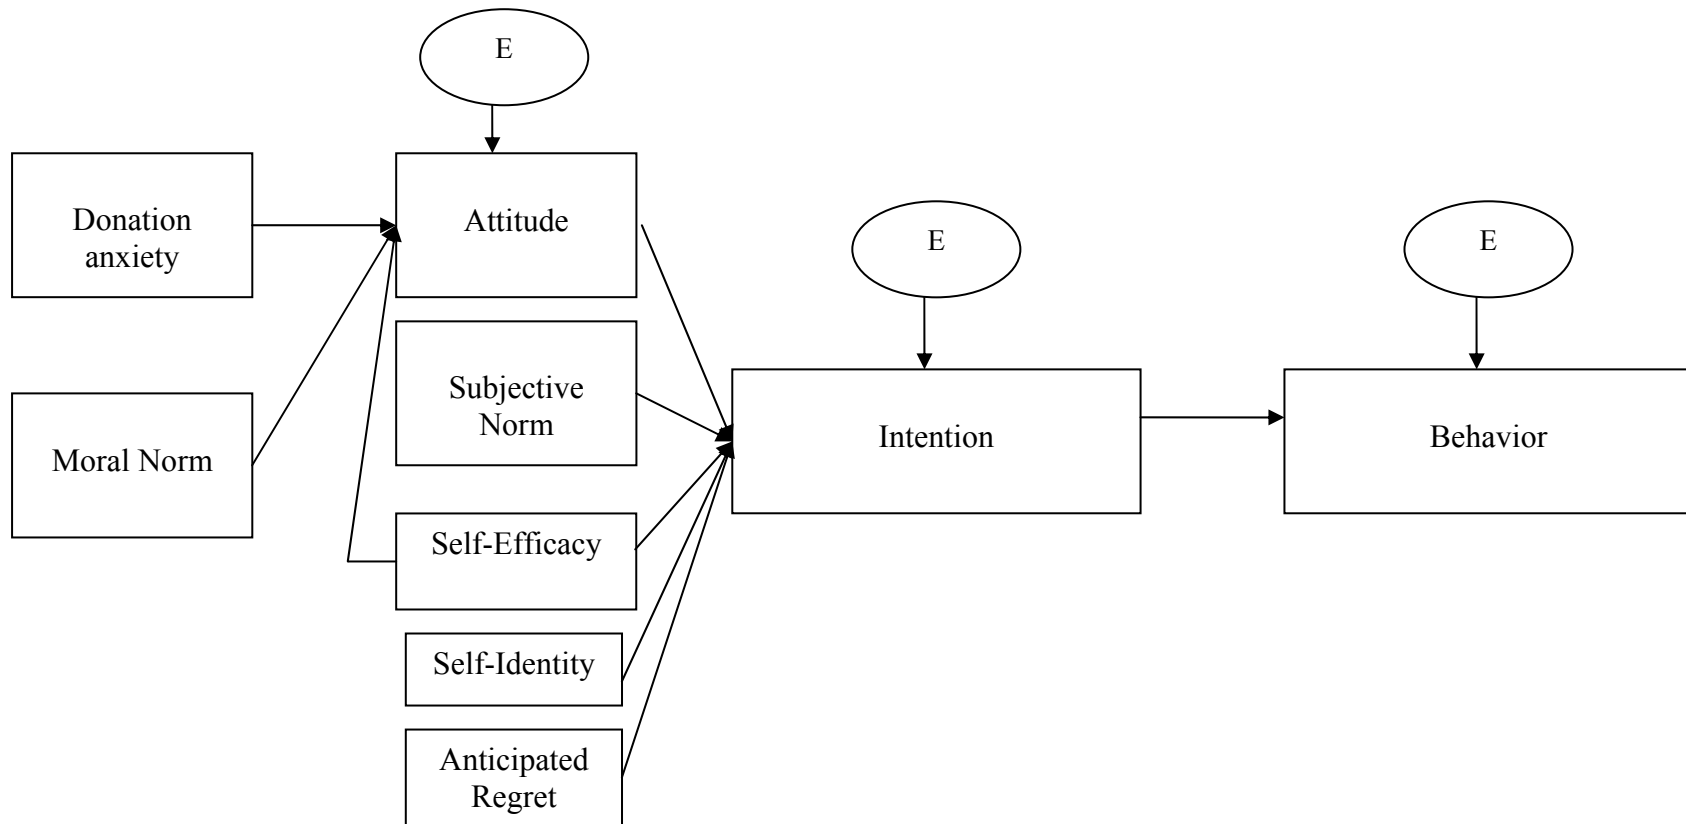 E
Donation
anxiety
Attitude
E
E
Subjective
Norm
Intention
Behavior
Moral Norm
Self-Efficacy
Self-Identity
Anticipated
Regret